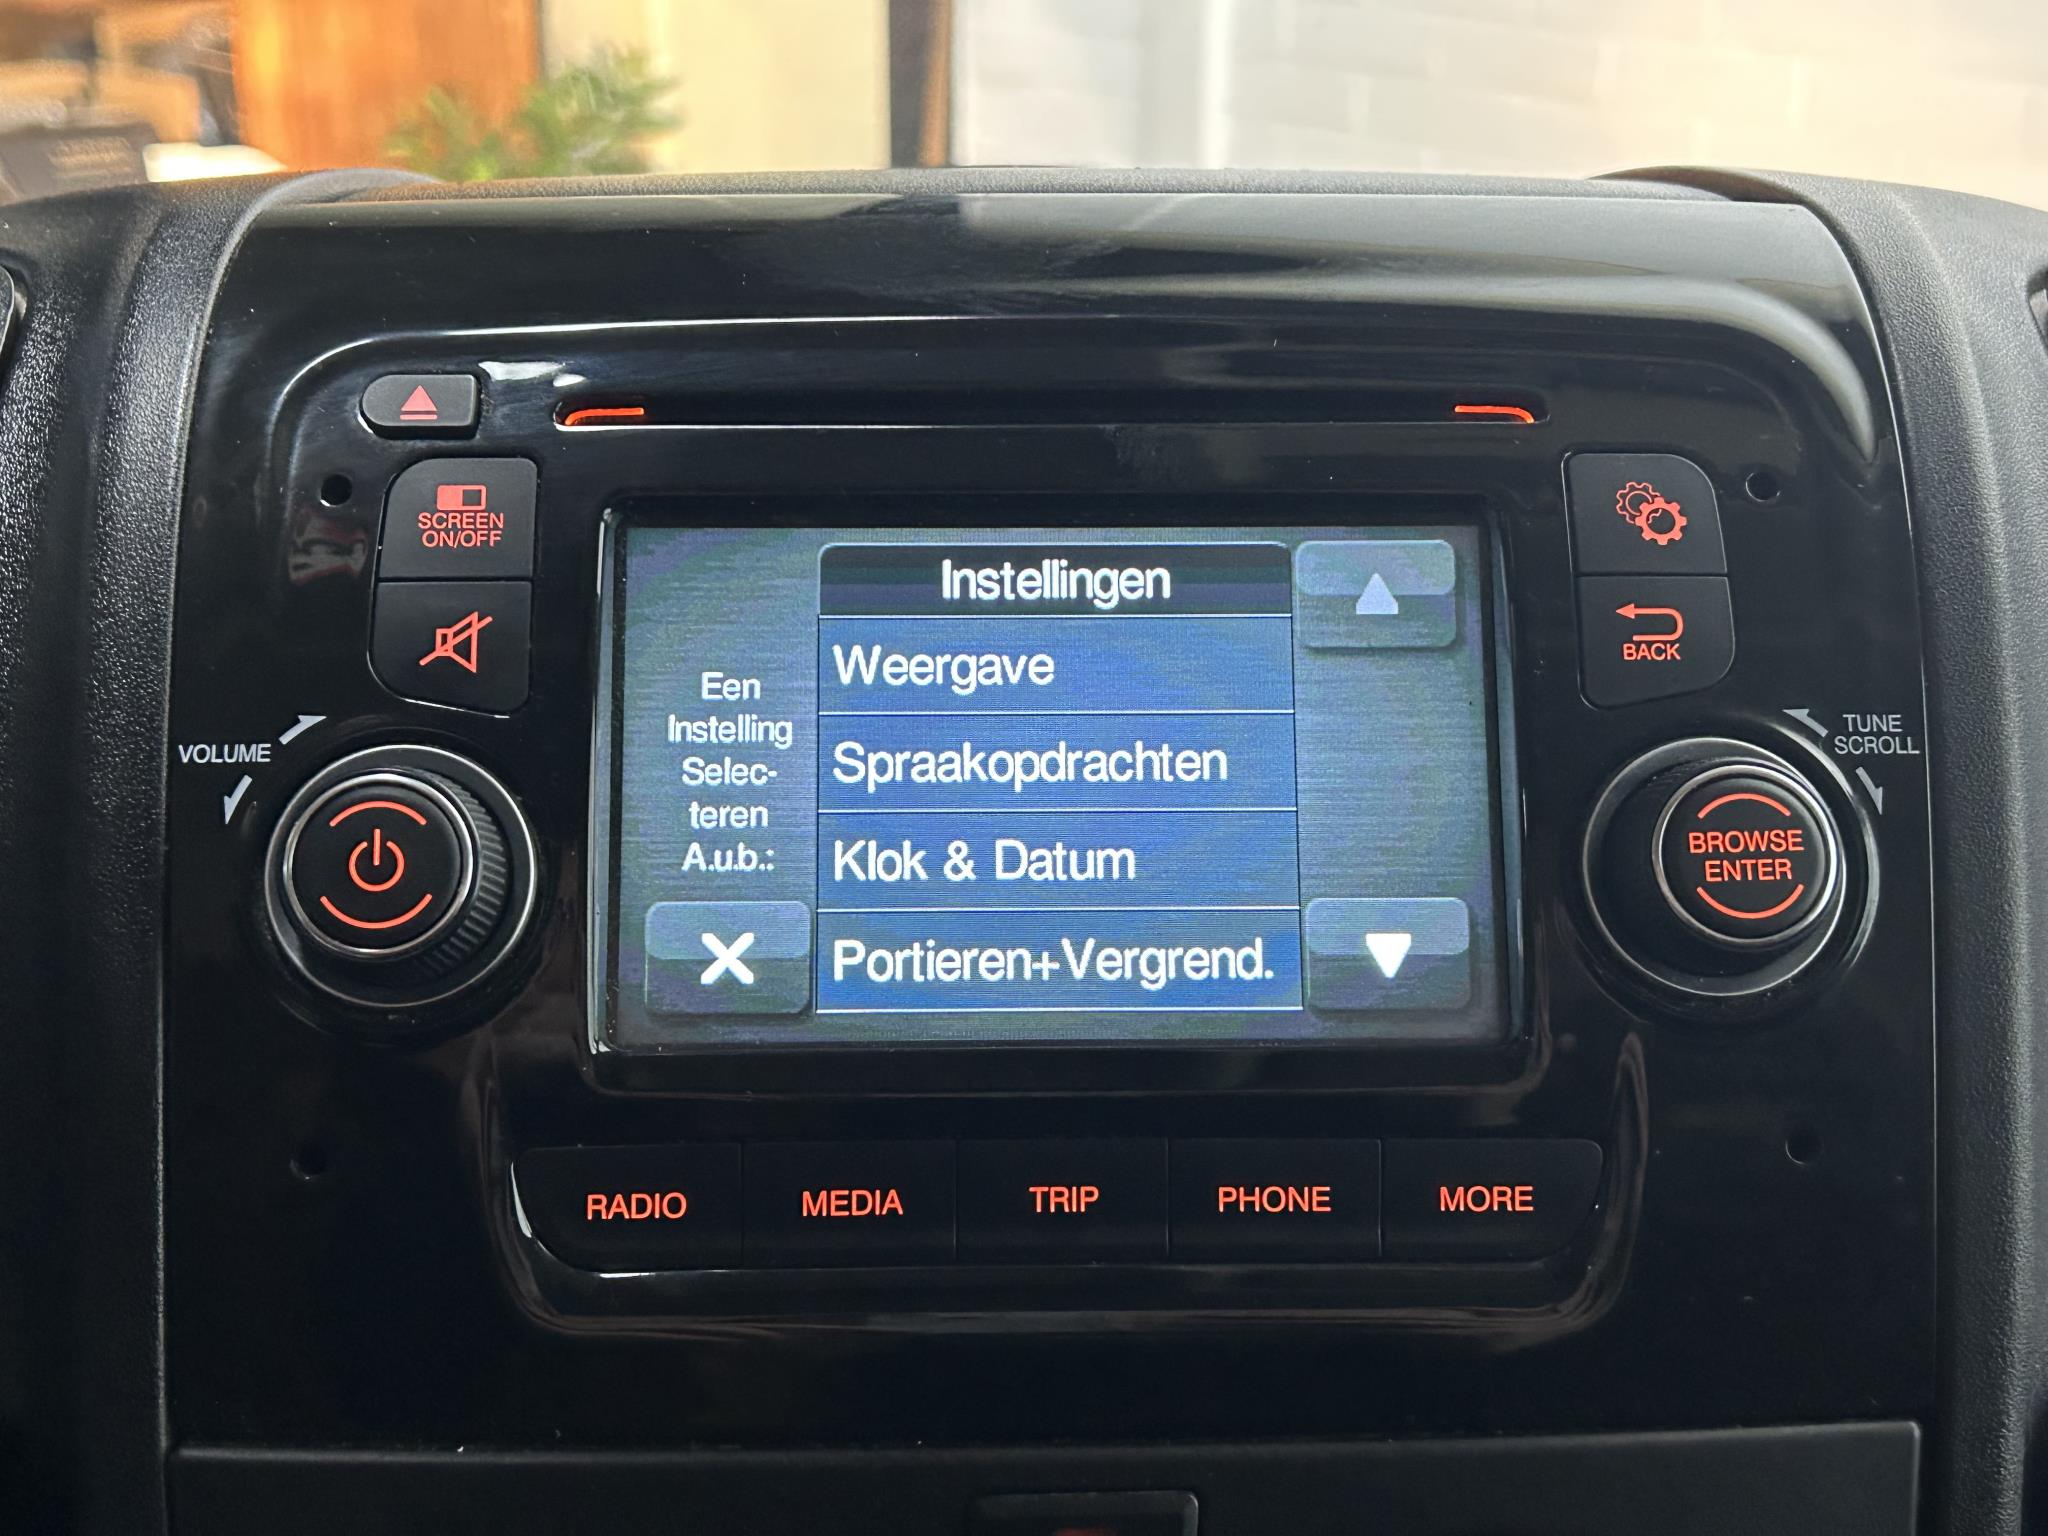 SCREEN
ON/OFF
VOLUME
Instellingen
Weergave
Spraakopdrachten
Klok & Datum
Portieren+Vergrend.
Een
Instelling
Selec-
teren
A.u.b.:
BACK
TUNE
SCROLL
BROWSE
ENTER
RADIO
MEDIA
TRIP
PHONE
MORE